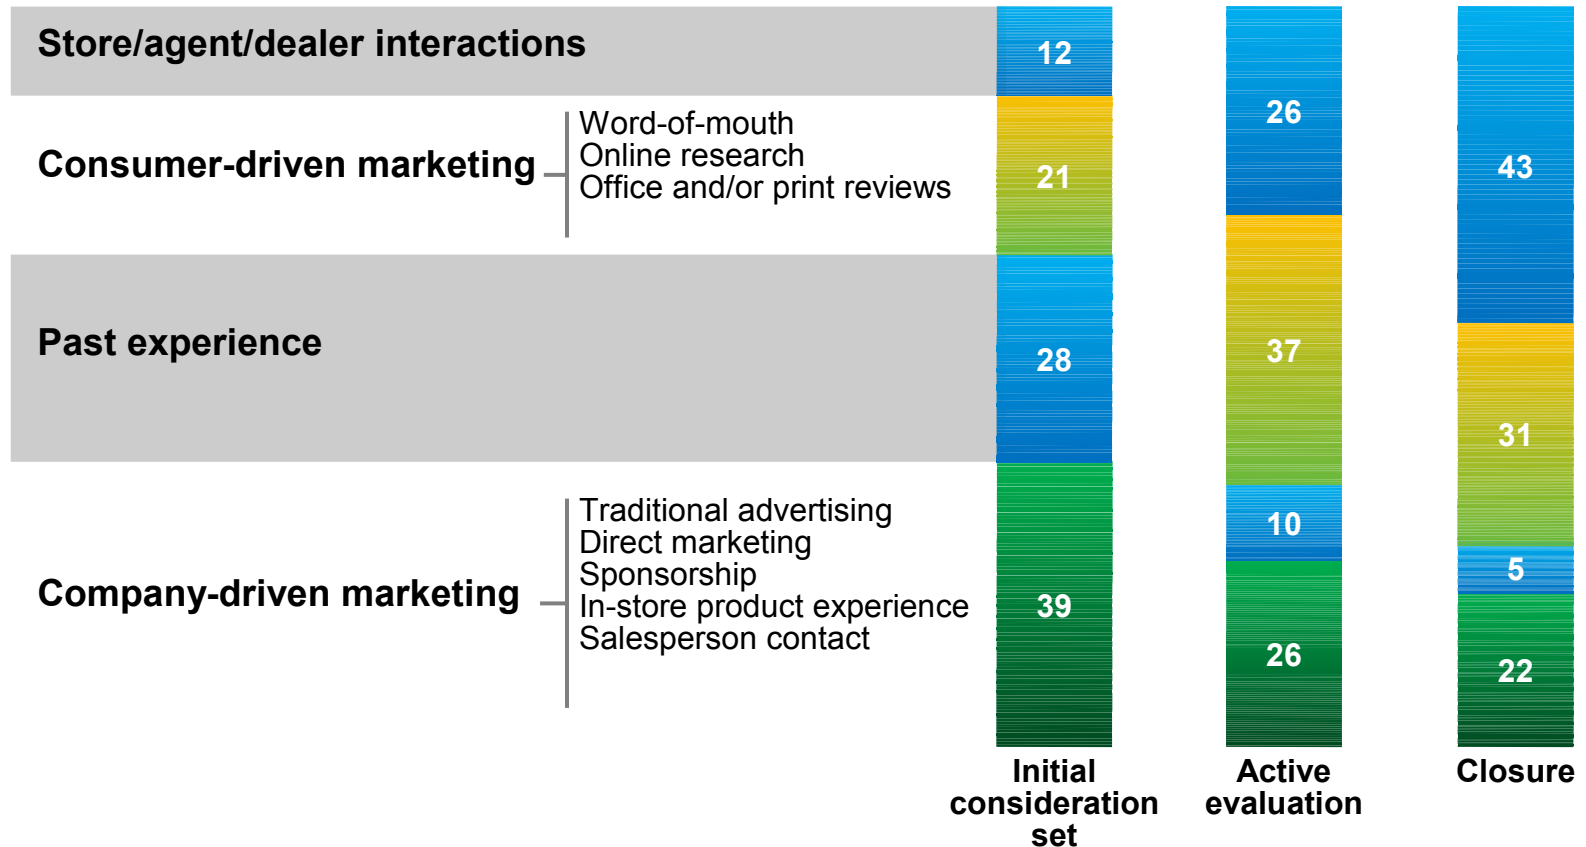 Store/agent/dealer interactions
12
26
43
Consumer-driven marketing
Word-of-mouth
Online research
Office and/or print reviews
21
37
31
Past experience
28
10
5
Company-driven marketing
Traditional advertising
Direct marketing
Sponsorship
In-store product experience
Salesperson contact
39
26
22
Initial
consideration
set
Active
evaluation
Closure